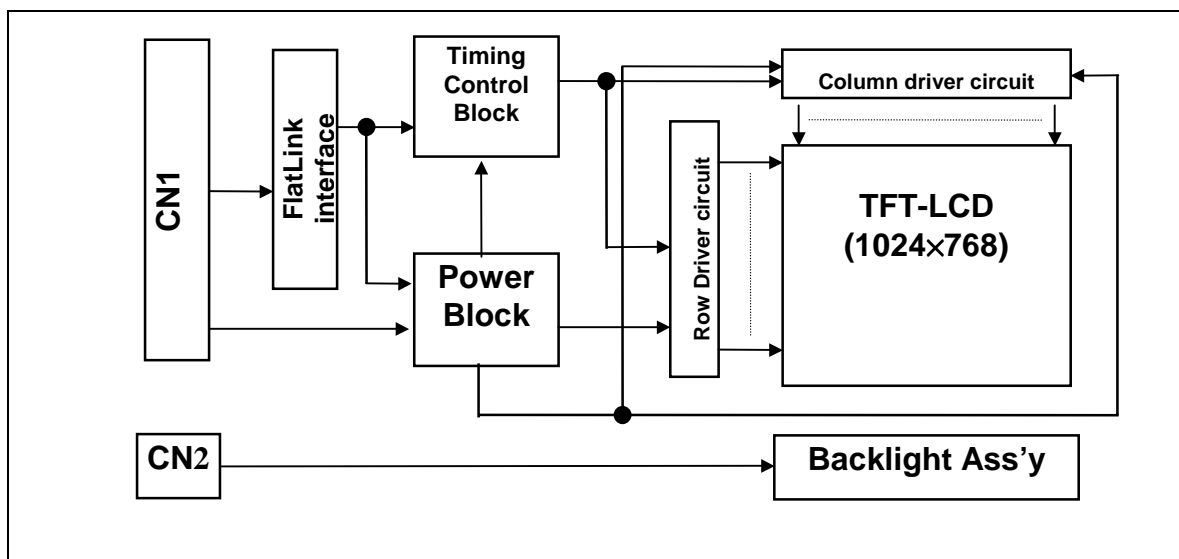 CN1
FlatLink
interface
Timing
Control
Block
Power
Block
Row Driver circuit
Column driver circuit
TFT-LCD
(1024×768)
CN2
Backlight Ass’y